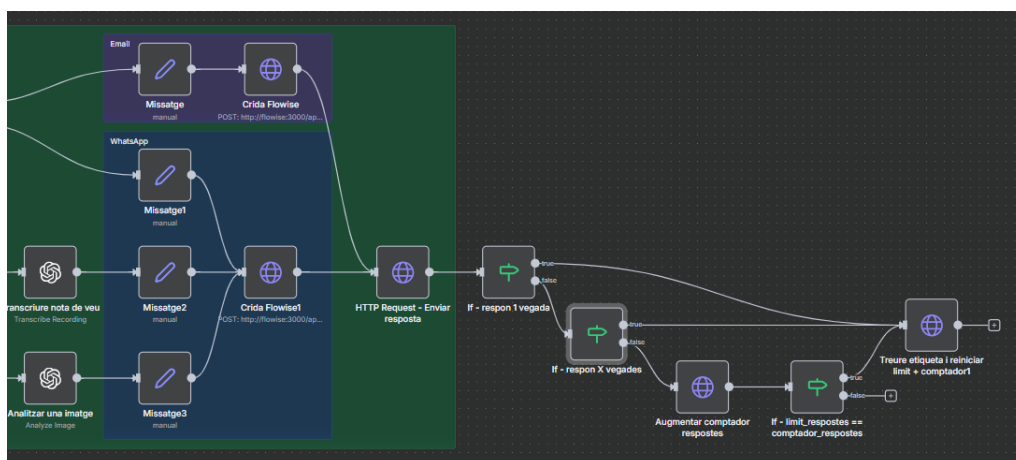 Email
Missatge
manual
Crida Flowise
POST: http://flowise:3000/ap...
WhatsApp
Missatge1
manual
ranscriure nota de veu
Transcribe Recording
Missatge2
manual
Crida Flowise1
POST: http://flowise:3000/ap...
HTTP Request - Enviar
resposta
true
false
If - respon 1 vegada
true
false
If - respon X vegades
Analitzar una imatge
Analyze Image
Missatge3
manual
Augmentar comptador
respostes
true
false
If - limit_respostes ==
comptador_respostes
Treure etiqueta i reiniciar
limit + comptador1